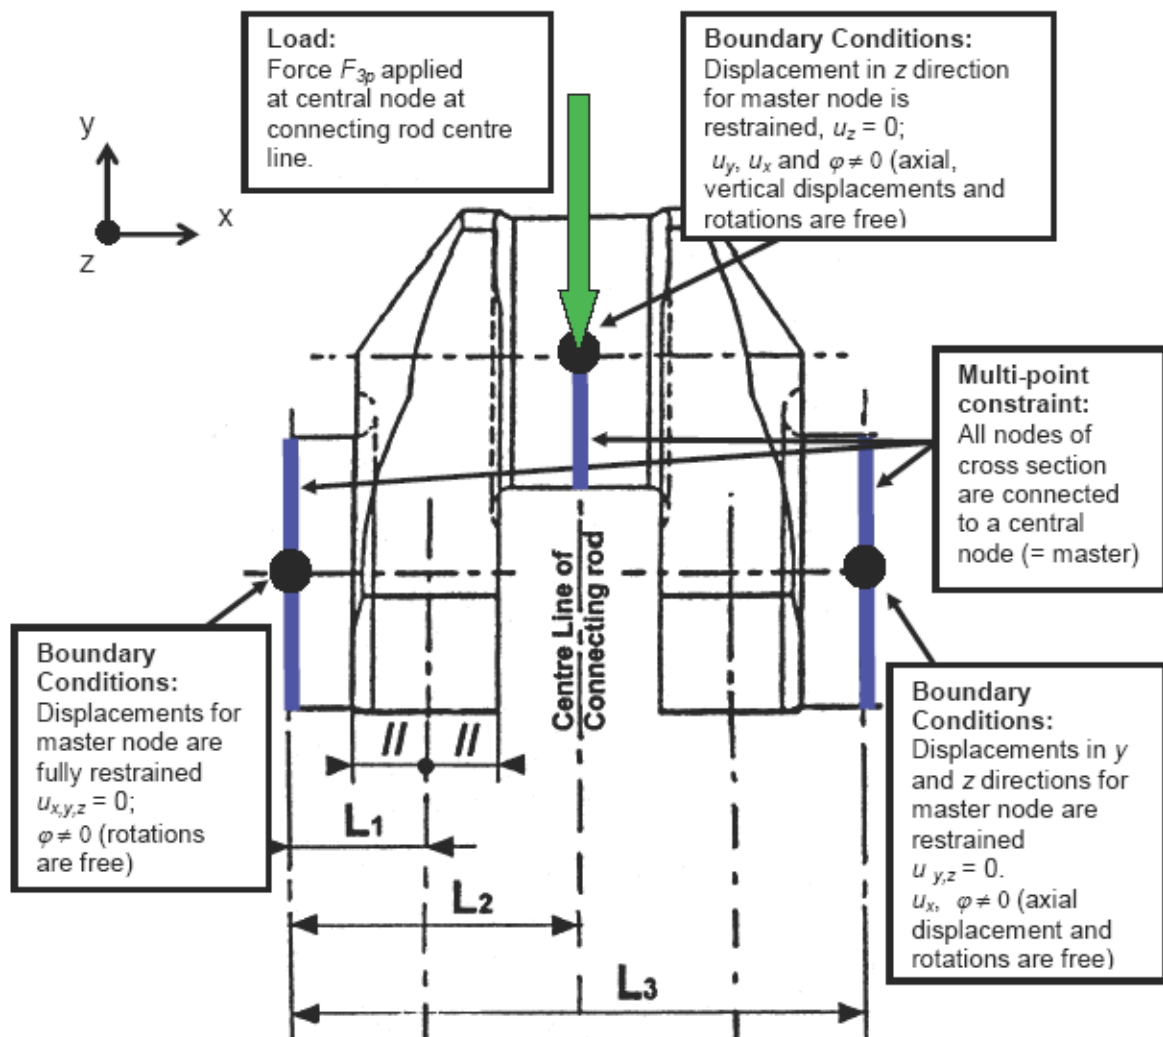 Load:
Force F3p applied
at central node at
connecting rod centre
line.
Boundary Conditions:
Displacement in z direction
for master node is
restrained, uz = 0;
uy, ux and φ ≠ 0 (axial,
vertical displacements and
rotations are free)
y
x
z
Multi-point
constraint:
All nodes of
cross section
are connected
to a central
node (= master)
Centre Line of
Connecting rod
Boundary
Conditions:
Displacements for
master node are
fully restrained
ux,y,z = 0;
φ ≠ 0 (rotations
are free)
Boundary
Conditions:
Displacements in y
and z directions for
master node are
restrained
u y,z = 0.
ux, φ ≠ 0 (axial
displacement and
rotations are free)
// //
L1
L2
L3